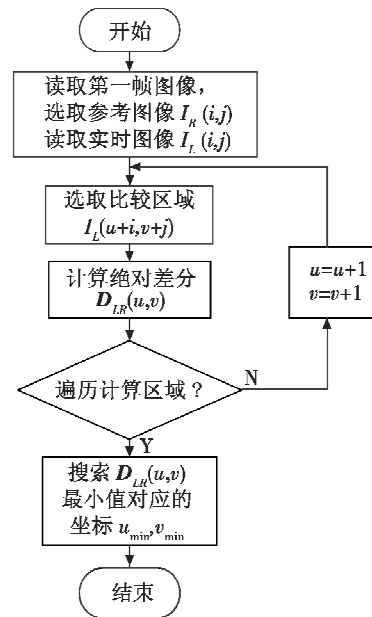 开始
读取第一帧图像，
选取参考图像 I_R (i,j)
读取实时图像 I_L (i,j)
选取比较区域
I_L(u+i,v+j)
计算绝对差分
D_LR(u,v)
u=u+1
v=v+1
遍历计算区域？
N
Y
搜索 D_LR(u,v)
最小值对应的
坐标 u_min,v_min
结束